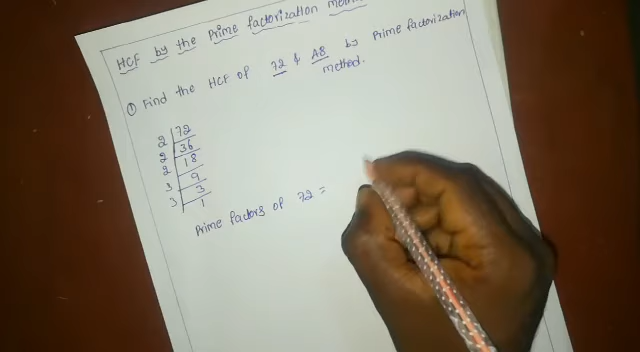 HCF by the Prime factorization method
① Find the HCF of 72 & 48 by Prime factorization
method.
2 | 72
2 | 36
2 | 18
3 | 9
3 | 3
1
Prime factors of 72 =